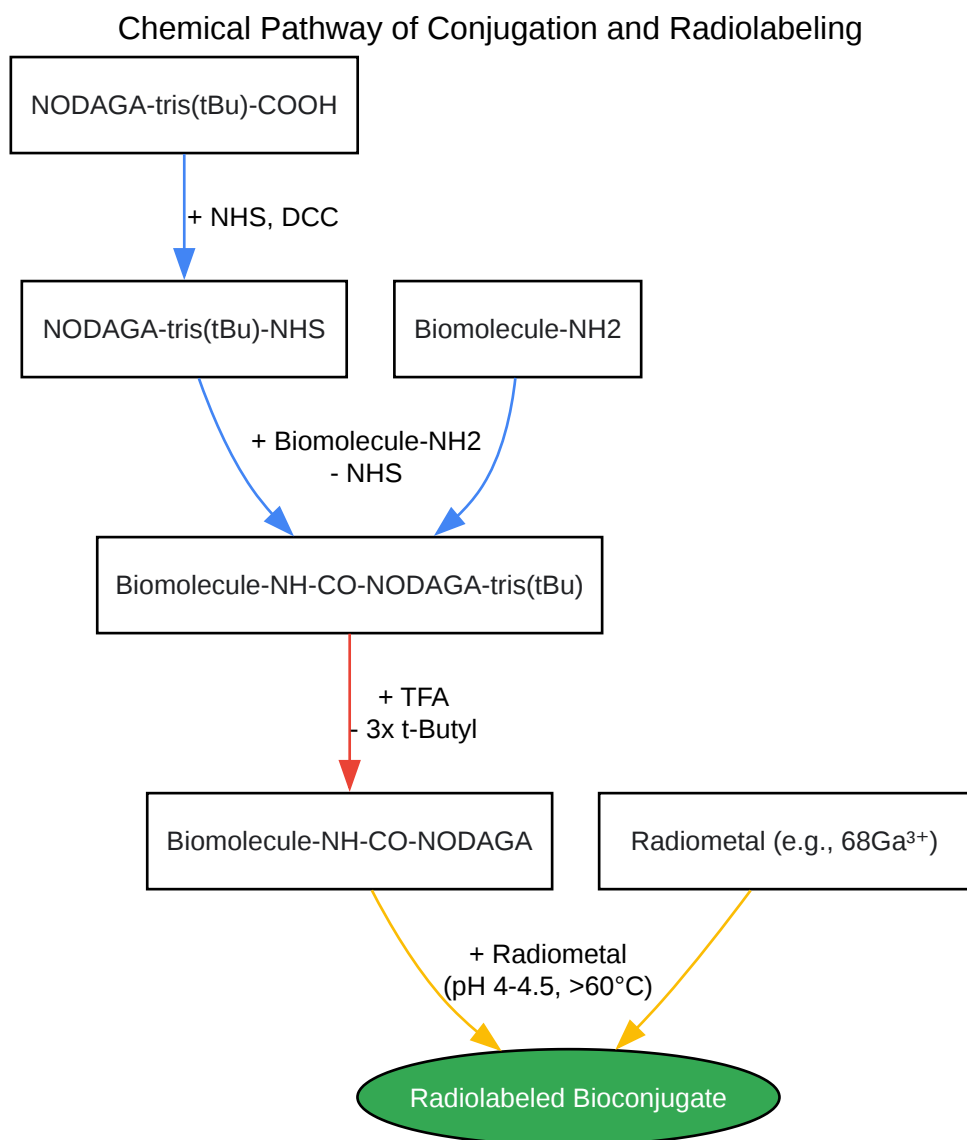 Chemical Pathway of Conjugation and Radiolabeling
NODAGA-tris(tBu)-COOH
+ NHS, DCC
NODAGA-tris(tBu)-NHS
Biomolecule-NH2
+ Biomolecule-NH2
- NHS
Biomolecule-NH-CO-NODAGA-tris(tBu)
+ TFA
- 3x t-Butyl
Biomolecule-NH-CO-NODAGA
Radiometal (e.g., 68Ga³⁺)
+ Radiometal
(pH 4-4.5, >60°C)
Radiolabeled Bioconjugate